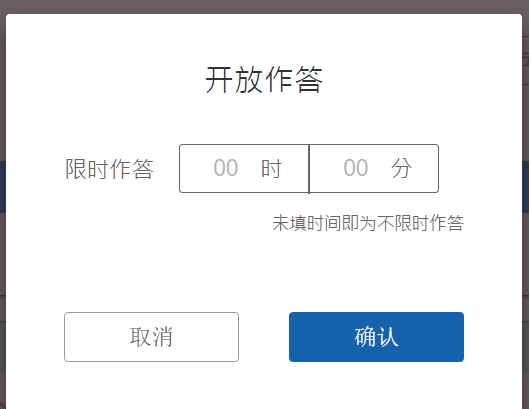 开放作答
限时作答 00 时 00 分
未填时间即为不限时作答
取消 确认